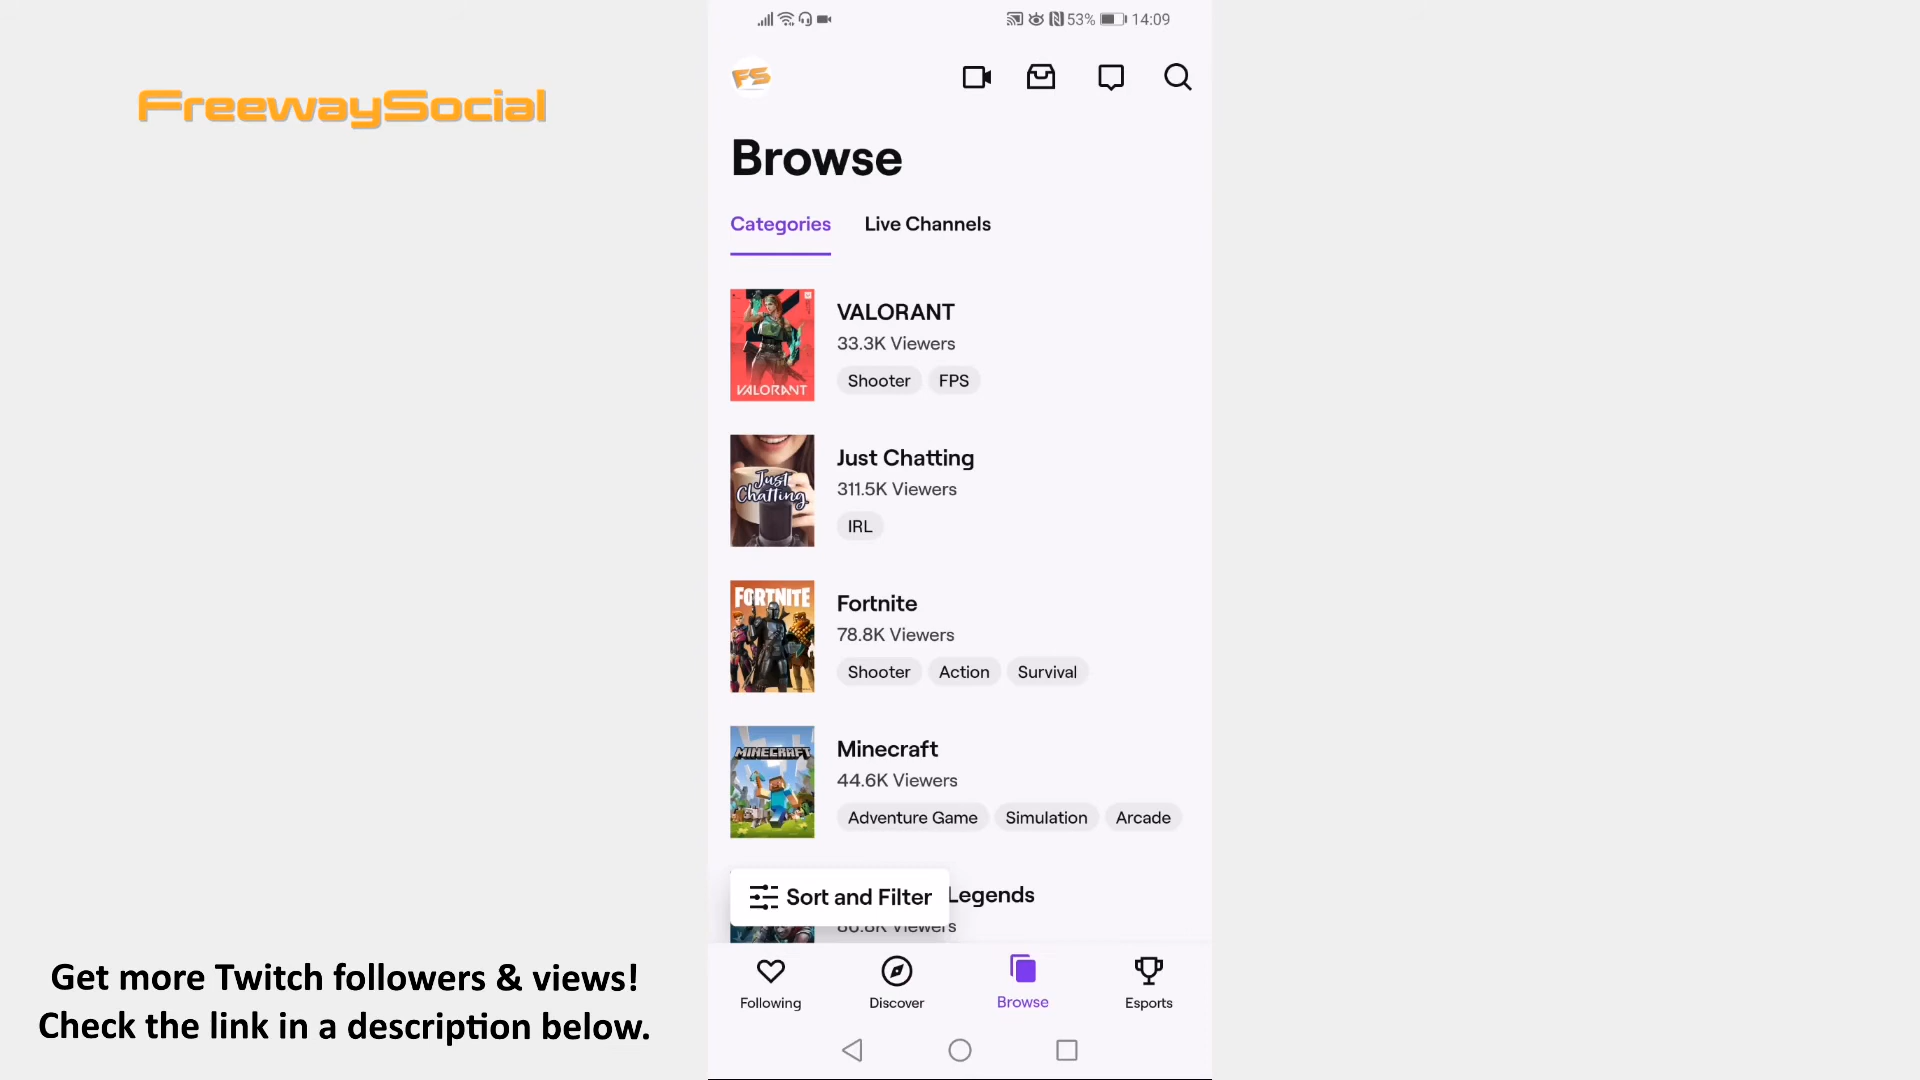 53% 14:09
FS
FreewaySocial
Browse
Categories Live Channels
VALORANT
33.3K Viewers
Shooter FPS
VALORANT
Just Chatting
311.5K Viewers
IRL
Just
Chatting
Fortnite
78.8K Viewers
Shooter Action Survival
FORTNITE
Minecraft
44.6K Viewers
Adventure Game Simulation Arcade
MINECRAFT
Sort and Filter Legends
86.8K Viewers
Following Discover Browse Esports
Get more Twitch followers & views!
Check the link in a description below.